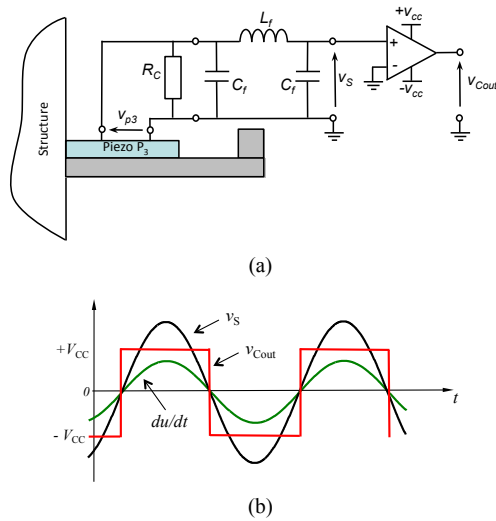 L_f
+v_cc
R_C
C_f
C_f
v_S
+
-
-v_cc
v_Cout
v_p3
Structure
Piezo P_3
(a)
v_S
+V_CC
v_Cout
0
t
du/dt
- V_CC
(b)